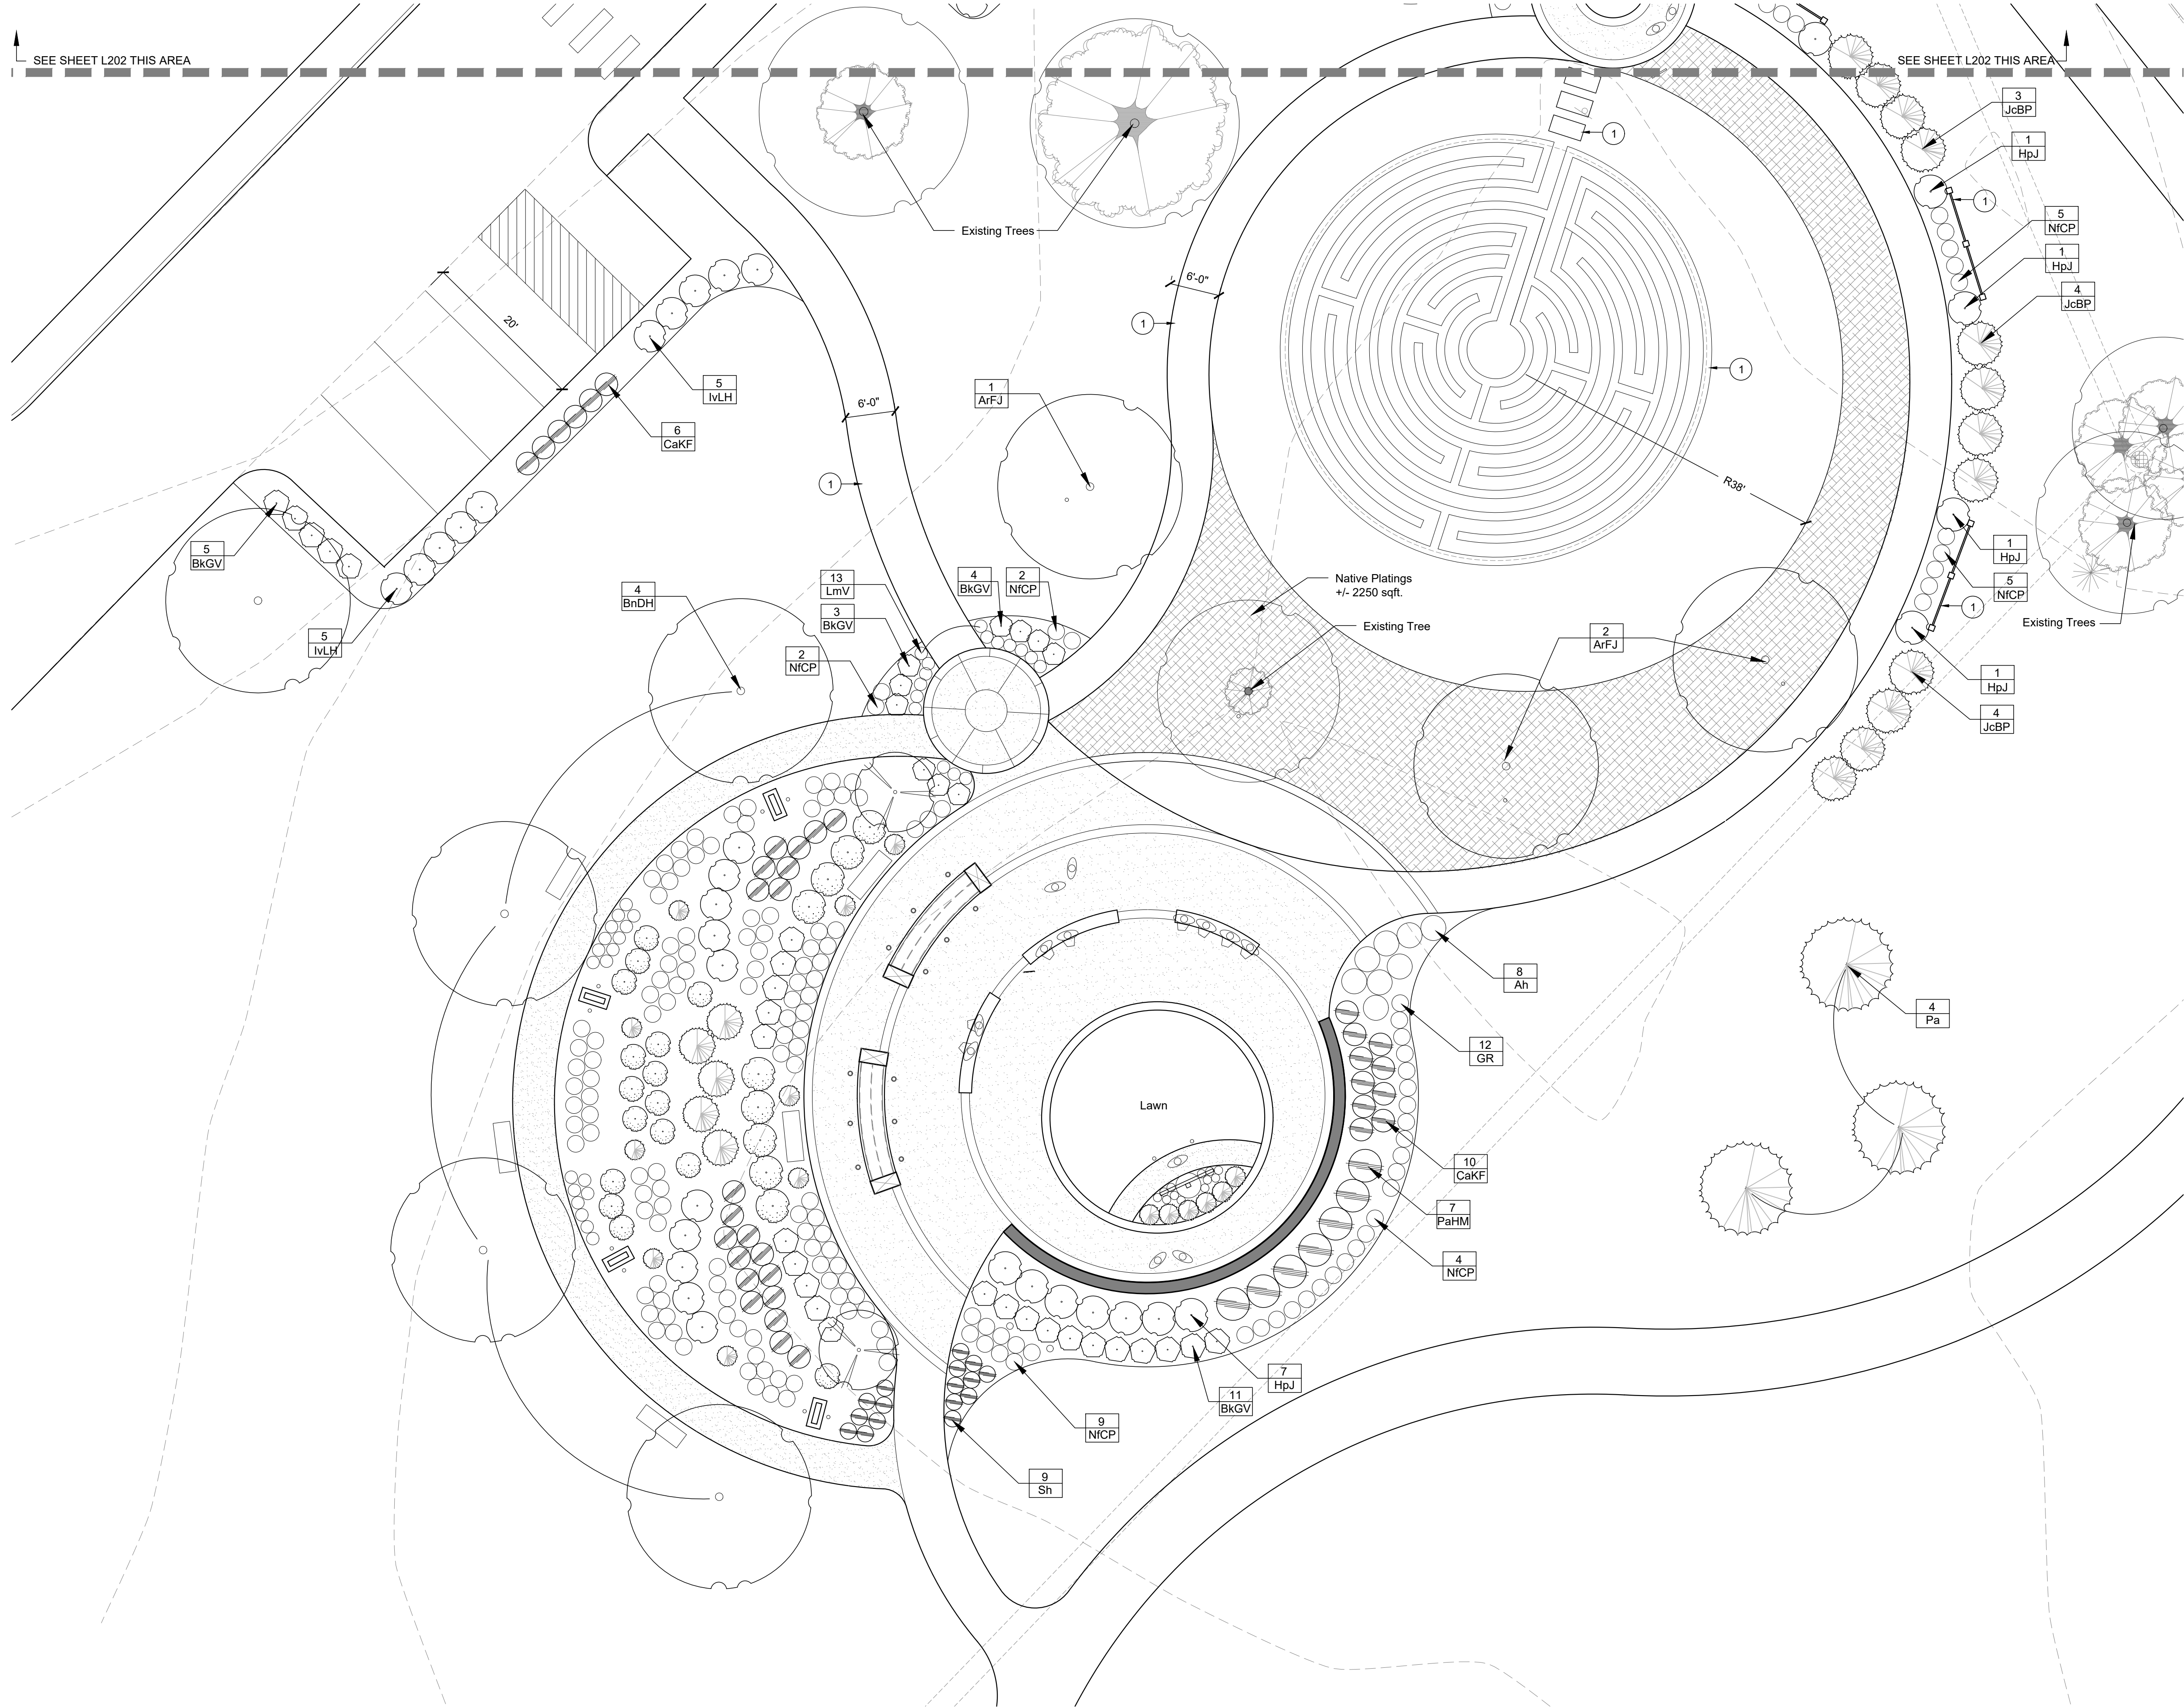 SEE SHEET L202 THIS AREA
SEE SHEET L202 THIS AREA
3
JcBP
1
HpJ
1
1
5
NfCP
Existing Trees
1
HpJ
6'-0"
4
JcBP
1
20'
1
5
IvLH
1
ArFJ
6'-0"
6
CaKF
1
R38'
5
BkGV
1
HpJ
13
LmV
4
BkGV
2
NfCP
Native Platings
+/- 2250 sqft.
5
NfCP
4
BnDH
3
BkGV
1
Existing Tree
Existing Trees
2
ArFJ
5
IvLH
2
NfCP
1
HpJ
4
JcBP
8
Ah
4
Pa
12
GR
Lawn
10
CaKF
7
PaHM
4
NfCP
7
HpJ
11
BkGV
9
NfCP
9
Sh